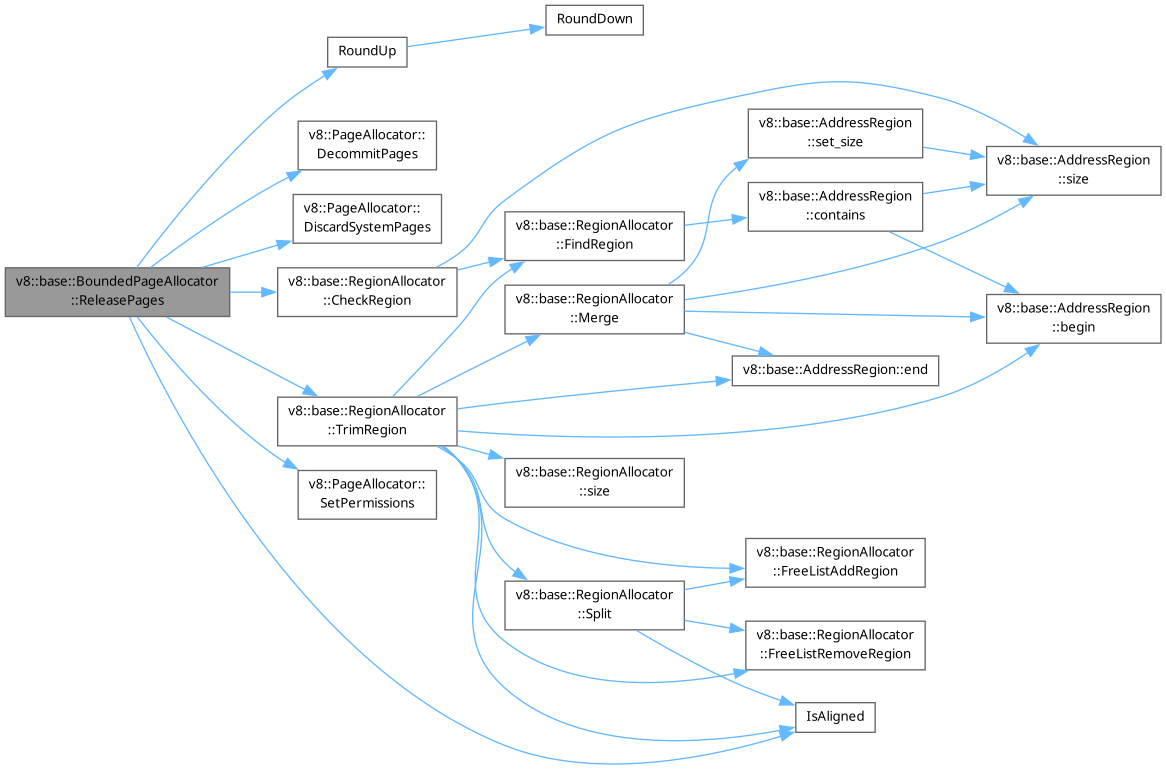 RoundDown
RoundUp
v8::PageAllocator::
DecommitPages
v8::base::AddressRegion
::set_size
v8::base::AddressRegion
::size
v8::base::AddressRegion
::contains
v8::PageAllocator::
DiscardSystemPages
v8::base::RegionAllocator
::FindRegion
v8::base::BoundedPageAllocator
::ReleasePages
v8::base::RegionAllocator
::CheckRegion
v8::base::RegionAllocator
::Merge
v8::base::AddressRegion
::begin
v8::base::AddressRegion::end
v8::base::RegionAllocator
::TrimRegion
v8::base::RegionAllocator
::size
v8::PageAllocator::
SetPermissions
v8::base::RegionAllocator
::FreeListAddRegion
v8::base::RegionAllocator
::Split
v8::base::RegionAllocator
::FreeListRemoveRegion
IsAligned